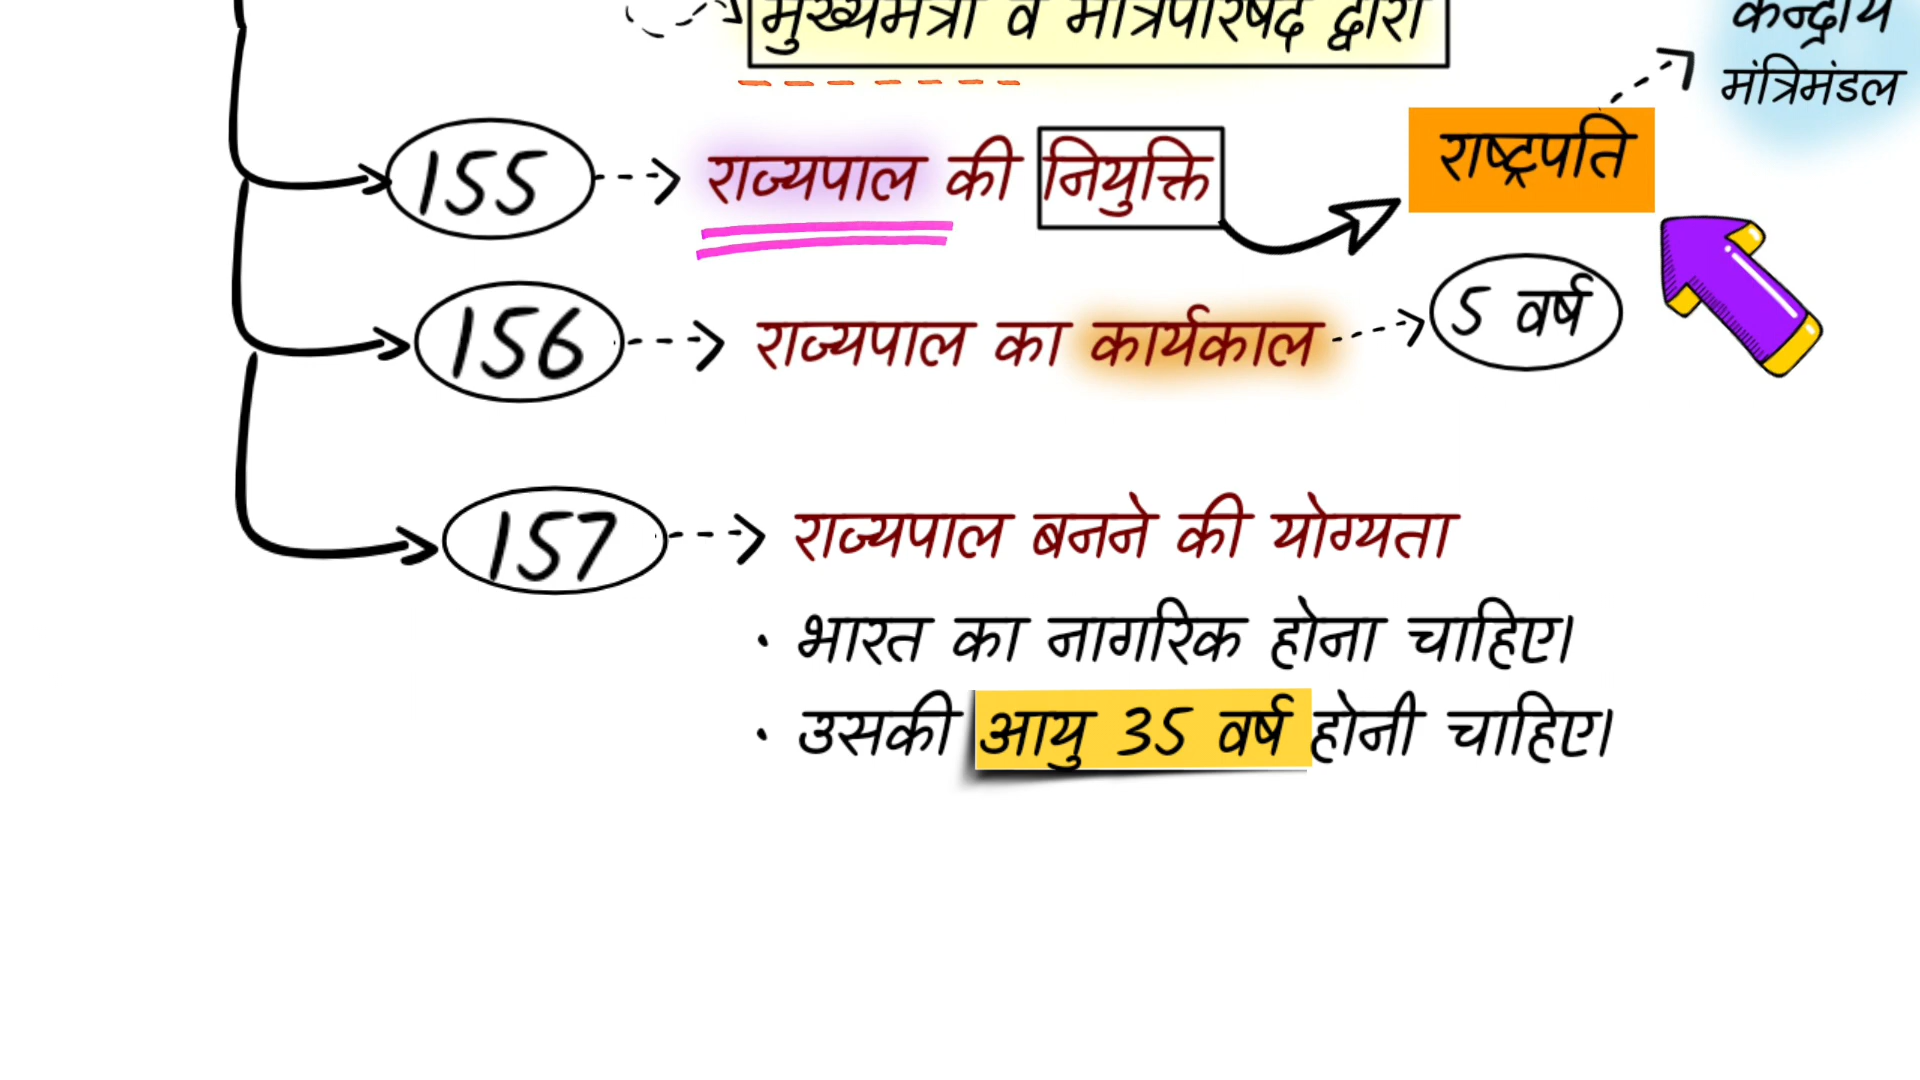 मुख्यमंत्री व मंत्रिपरिषद द्वारा
केन्द्रीय
मंत्रिमंडल
155 राज्यपाल की नियुक्ति राष्ट्रपति
156 राज्यपाल का कार्यकाल 5 वर्ष
157 राज्यपाल बनने की योग्यता
· भारत का नागरिक होना चाहिए।
· उसकी आयु 35 वर्ष होनी चाहिए।